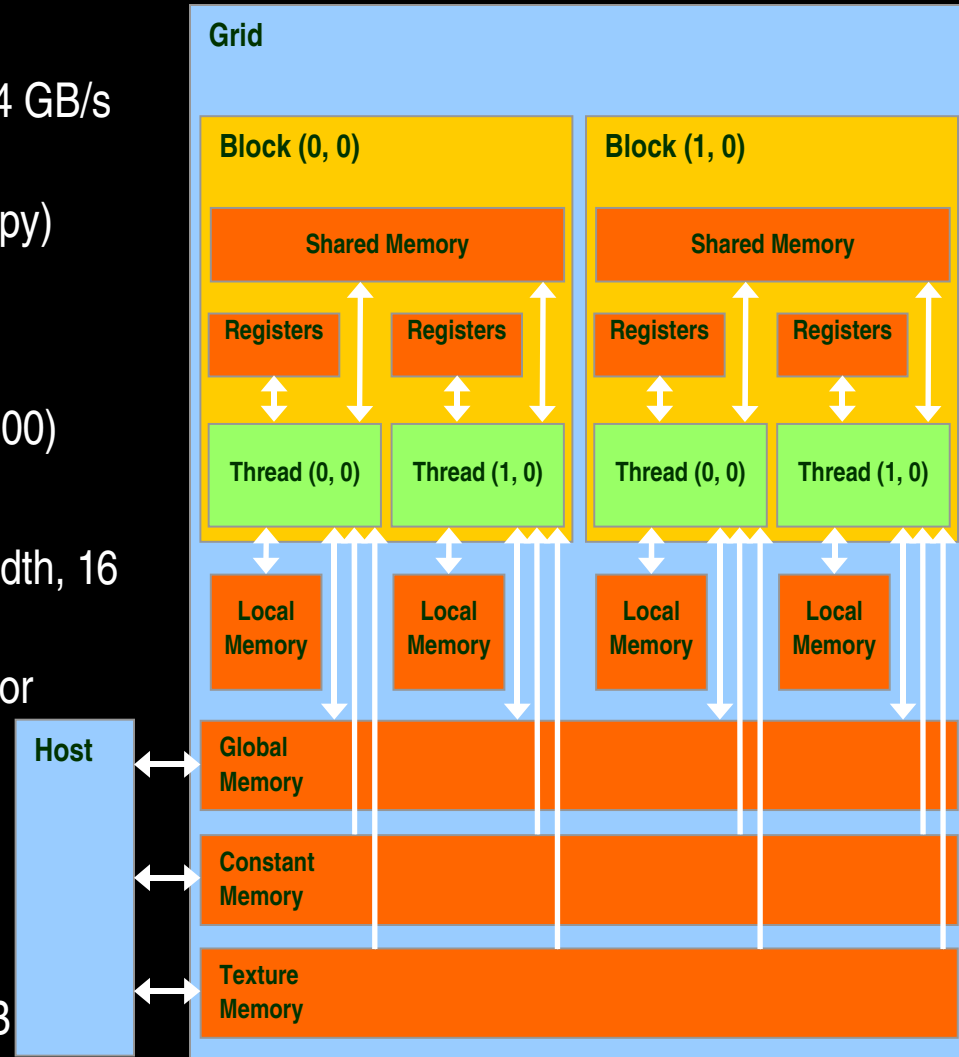 4 GB/s
py)
00)
dth, 16
or
3
Grid
Block (0, 0)
Block (1, 0)
Shared Memory
Shared Memory
Registers
Registers
Registers
Registers
Thread (0, 0)
Thread (1, 0)
Thread (0, 0)
Thread (1, 0)
Local
Memory
Local
Memory
Local
Memory
Local
Memory
Host
Global
Memory
Constant
Memory
Texture
Memory